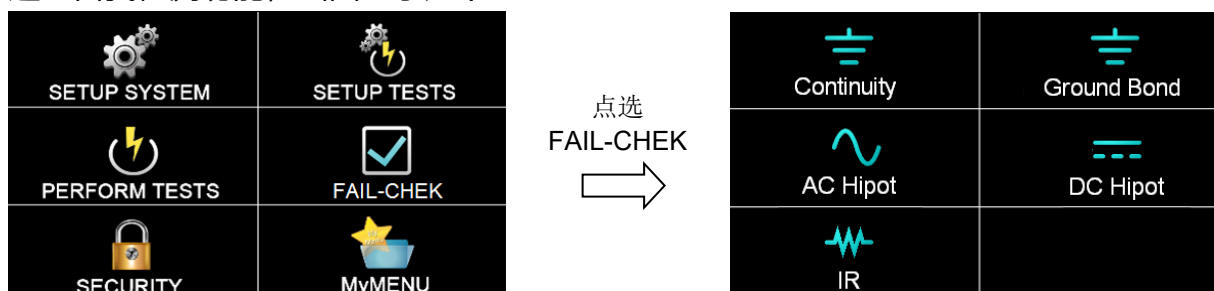 SETUP SYSTEM
SETUP TESTS
PERFORM TESTS
FAIL-CHEK
SECURITY
MyMENU
点选
FAIL-CHEK
Continuity
Ground Bond
AC Hipot
DC Hipot
IR